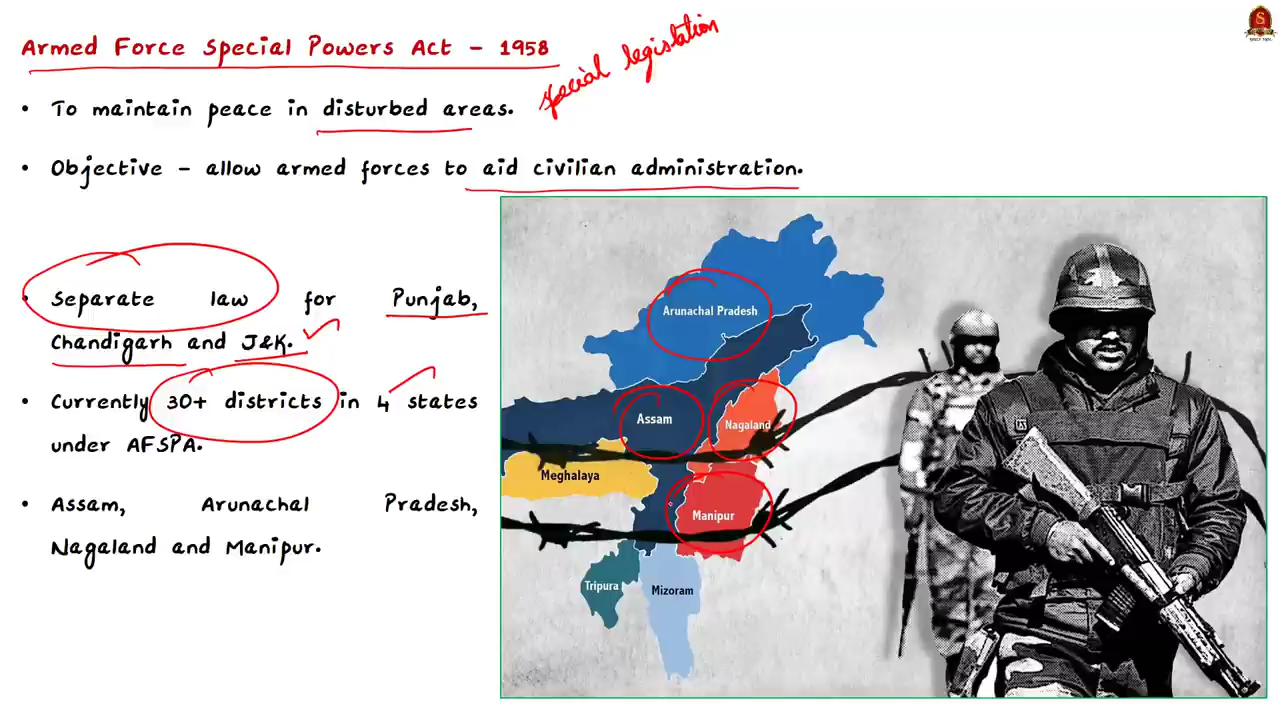 Armed Force Special Powers Act - 1958
special legislation
• To maintain peace in disturbed areas.
• Objective - allow armed forces to aid civilian administration.
• Separate law for Punjab,
Chandigarh and J&K.
• Currently 30+ districts in 4 states
under AFSPA.
• Assam, Arunachal Pradesh,
Nagaland and Manipur.
Arunachal Pradesh
Assam
Nagaland
Meghalaya
Manipur
Tripura
Mizoram
S